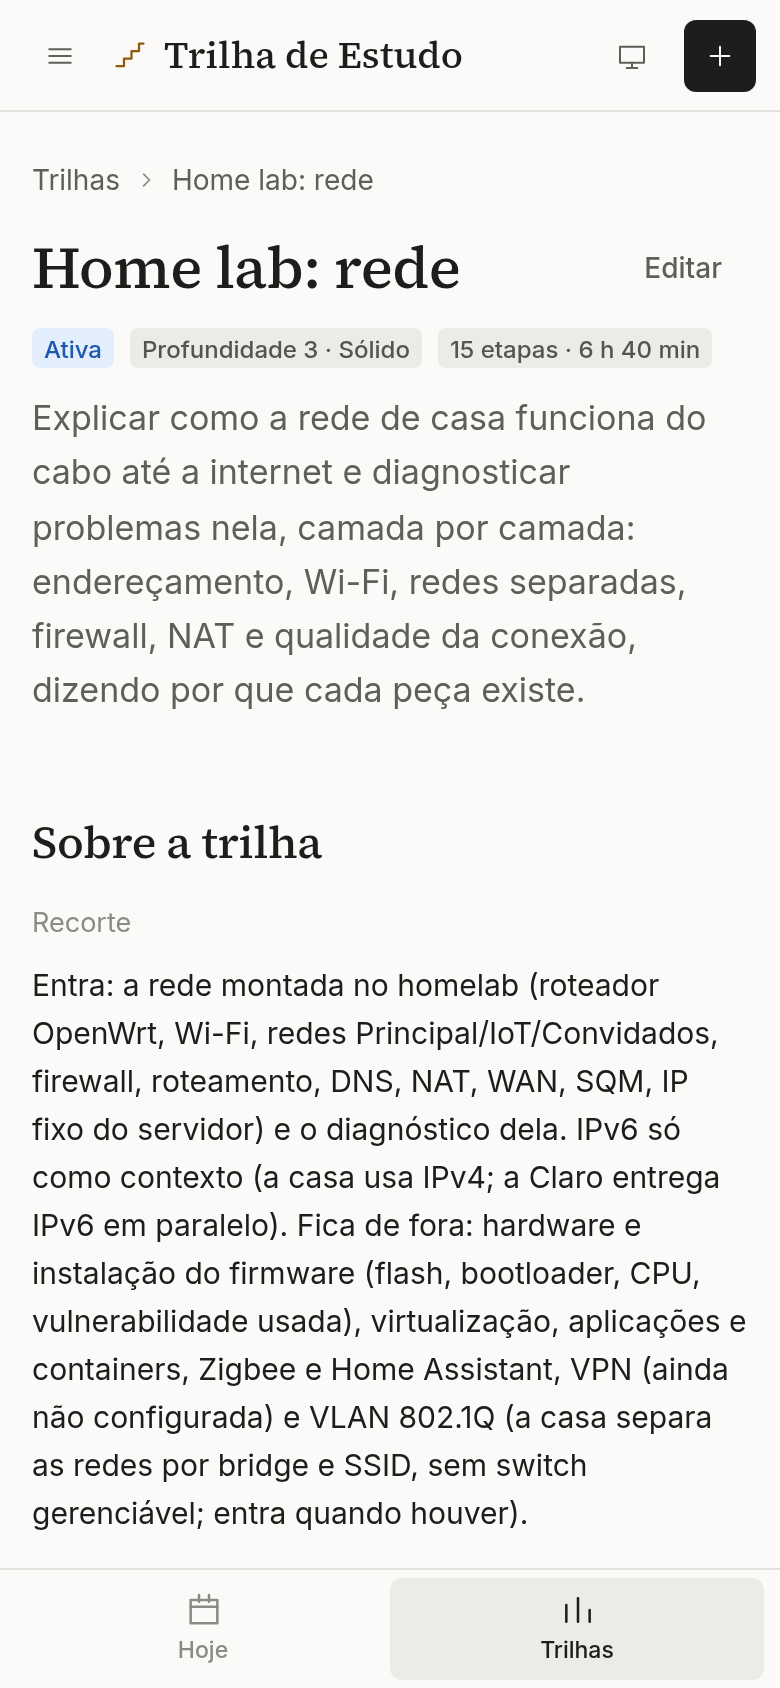 Trilha de Estudo
Trilhas > Home lab: rede
Home lab: rede
Editar
Ativa
Profundidade 3 · Sólido
15 etapas · 6 h 40 min
Explicar como a rede de casa funciona do
cabo até a internet e diagnosticar
problemas nela, camada por camada:
endereçamento, Wi-Fi, redes separadas,
firewall, NAT e qualidade da conexão,
dizendo por que cada peça existe.
Sobre a trilha
Recorte
Entra: a rede montada no homelab (roteador
OpenWrt, Wi-Fi, redes Principal/IoT/Convidados,
firewall, roteamento, DNS, NAT, WAN, SQM, IP
fixo do servidor) e o diagnóstico dela. IPv6 só
como contexto (a casa usa IPv4; a Claro entrega
IPv6 em paralelo). Fica de fora: hardware e
instalação do firmware (flash, bootloader, CPU,
vulnerabilidade usada), virtualização, aplicações e
containers, Zigbee e Home Assistant, VPN (ainda
não configurada) e VLAN 802.1Q (a casa separa
as redes por bridge e SSID, sem switch
gerenciável; entra quando houver).
Hoje
Trilhas